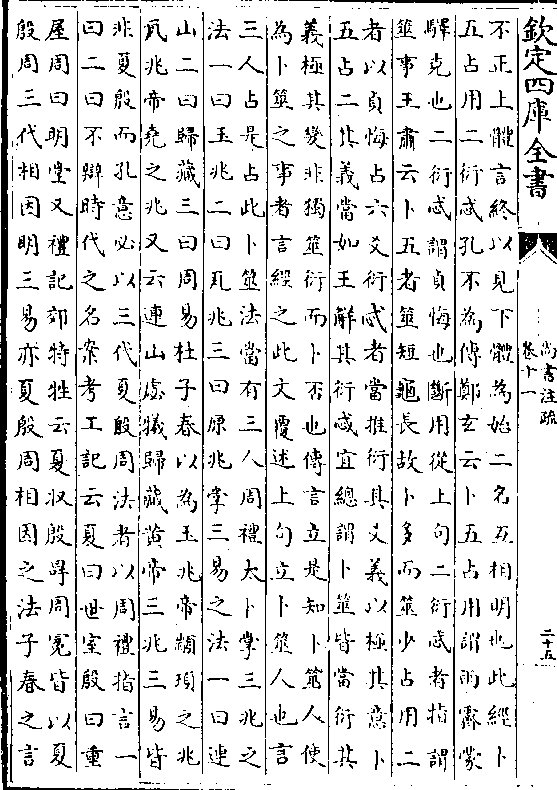 欽定四庫全書
尚書注疏
卷十一
二十五
不正上體言終以見下體為始二名互相明也此經卜
五占用二衍忒孔不為傳鄭玄云卜五占用謂雨霽蒙
驛克也二衍忒謂貞悔也斷用從上句二衍忒者指謂
筮事王肅云卜五者筮短龜長故卜多而筮少占用二
者以貞悔占六爻衍忒者當推衍其爻義以極其意卜
五占二其義當如王解其衍忒宜總謂卜筮皆當衍其
義極其變非獨筮衍而卜否也傳言立是知卜筮人使
為卜筮之事者言經之此文覆述上句立卜筮人也言
三人占是占此卜筮法當有三人周禮太卜掌三兆之
法一曰玉兆二曰瓦兆三曰原兆掌三易之法一曰連
山二曰歸藏三曰周易杜子春以為玉兆帝顓頊之兆
瓦兆帝堯之兆又云連山虙犧歸藏黄帝三兆三易皆
非夏殷而孔意必以三代夏殷周法者以周禮指言一
曰二曰不辯時代之名案考工記云夏曰世室殷曰重
屋周曰明堂又禮記郊特牲云夏收殷冔周冕皆以夏
殷周三代相因明三易亦夏殷周相因之法子春之言